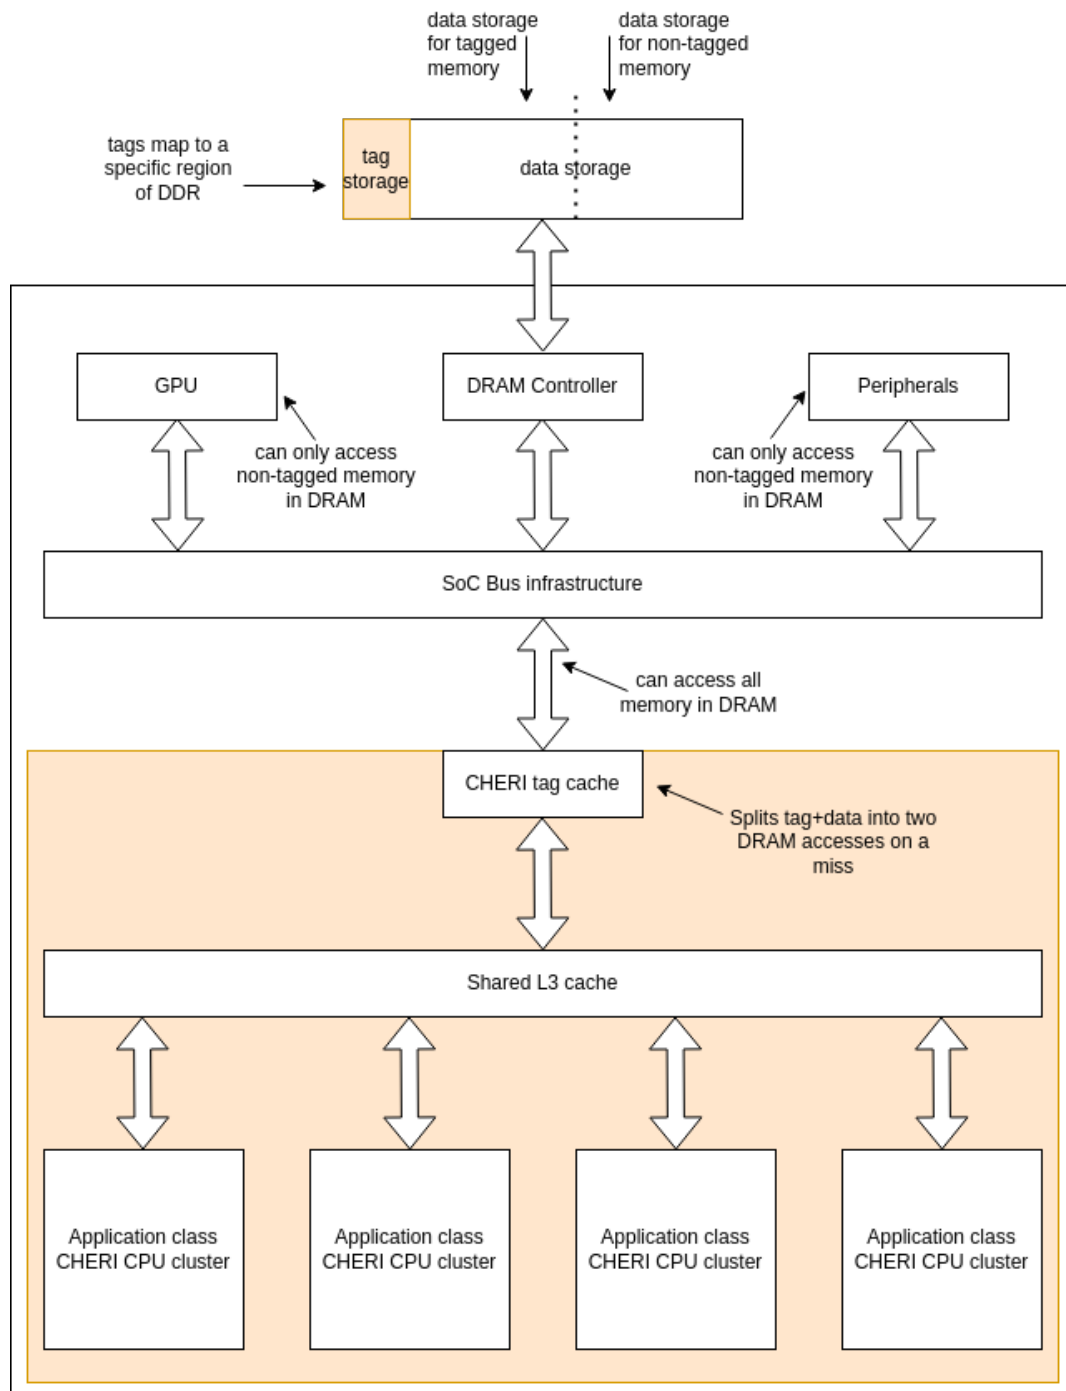 data storage
for tagged
memory
data storage
for non-tagged
memory
tags map to a
specific region
of DDR
tag
storage
data storage
GPU
DRAM Controller
Peripherals
can only access
non-tagged memory
in DRAM
can only access
non-tagged memory
in DRAM
SoC Bus infrastructure
can access all
memory in DRAM
CHERI tag cache
Splits tag+data into two
DRAM accesses on a
miss
Shared L3 cache
Application class
CHERI CPU cluster
Application class
CHERI CPU cluster
Application class
CHERI CPU cluster
Application class
CHERI CPU cluster